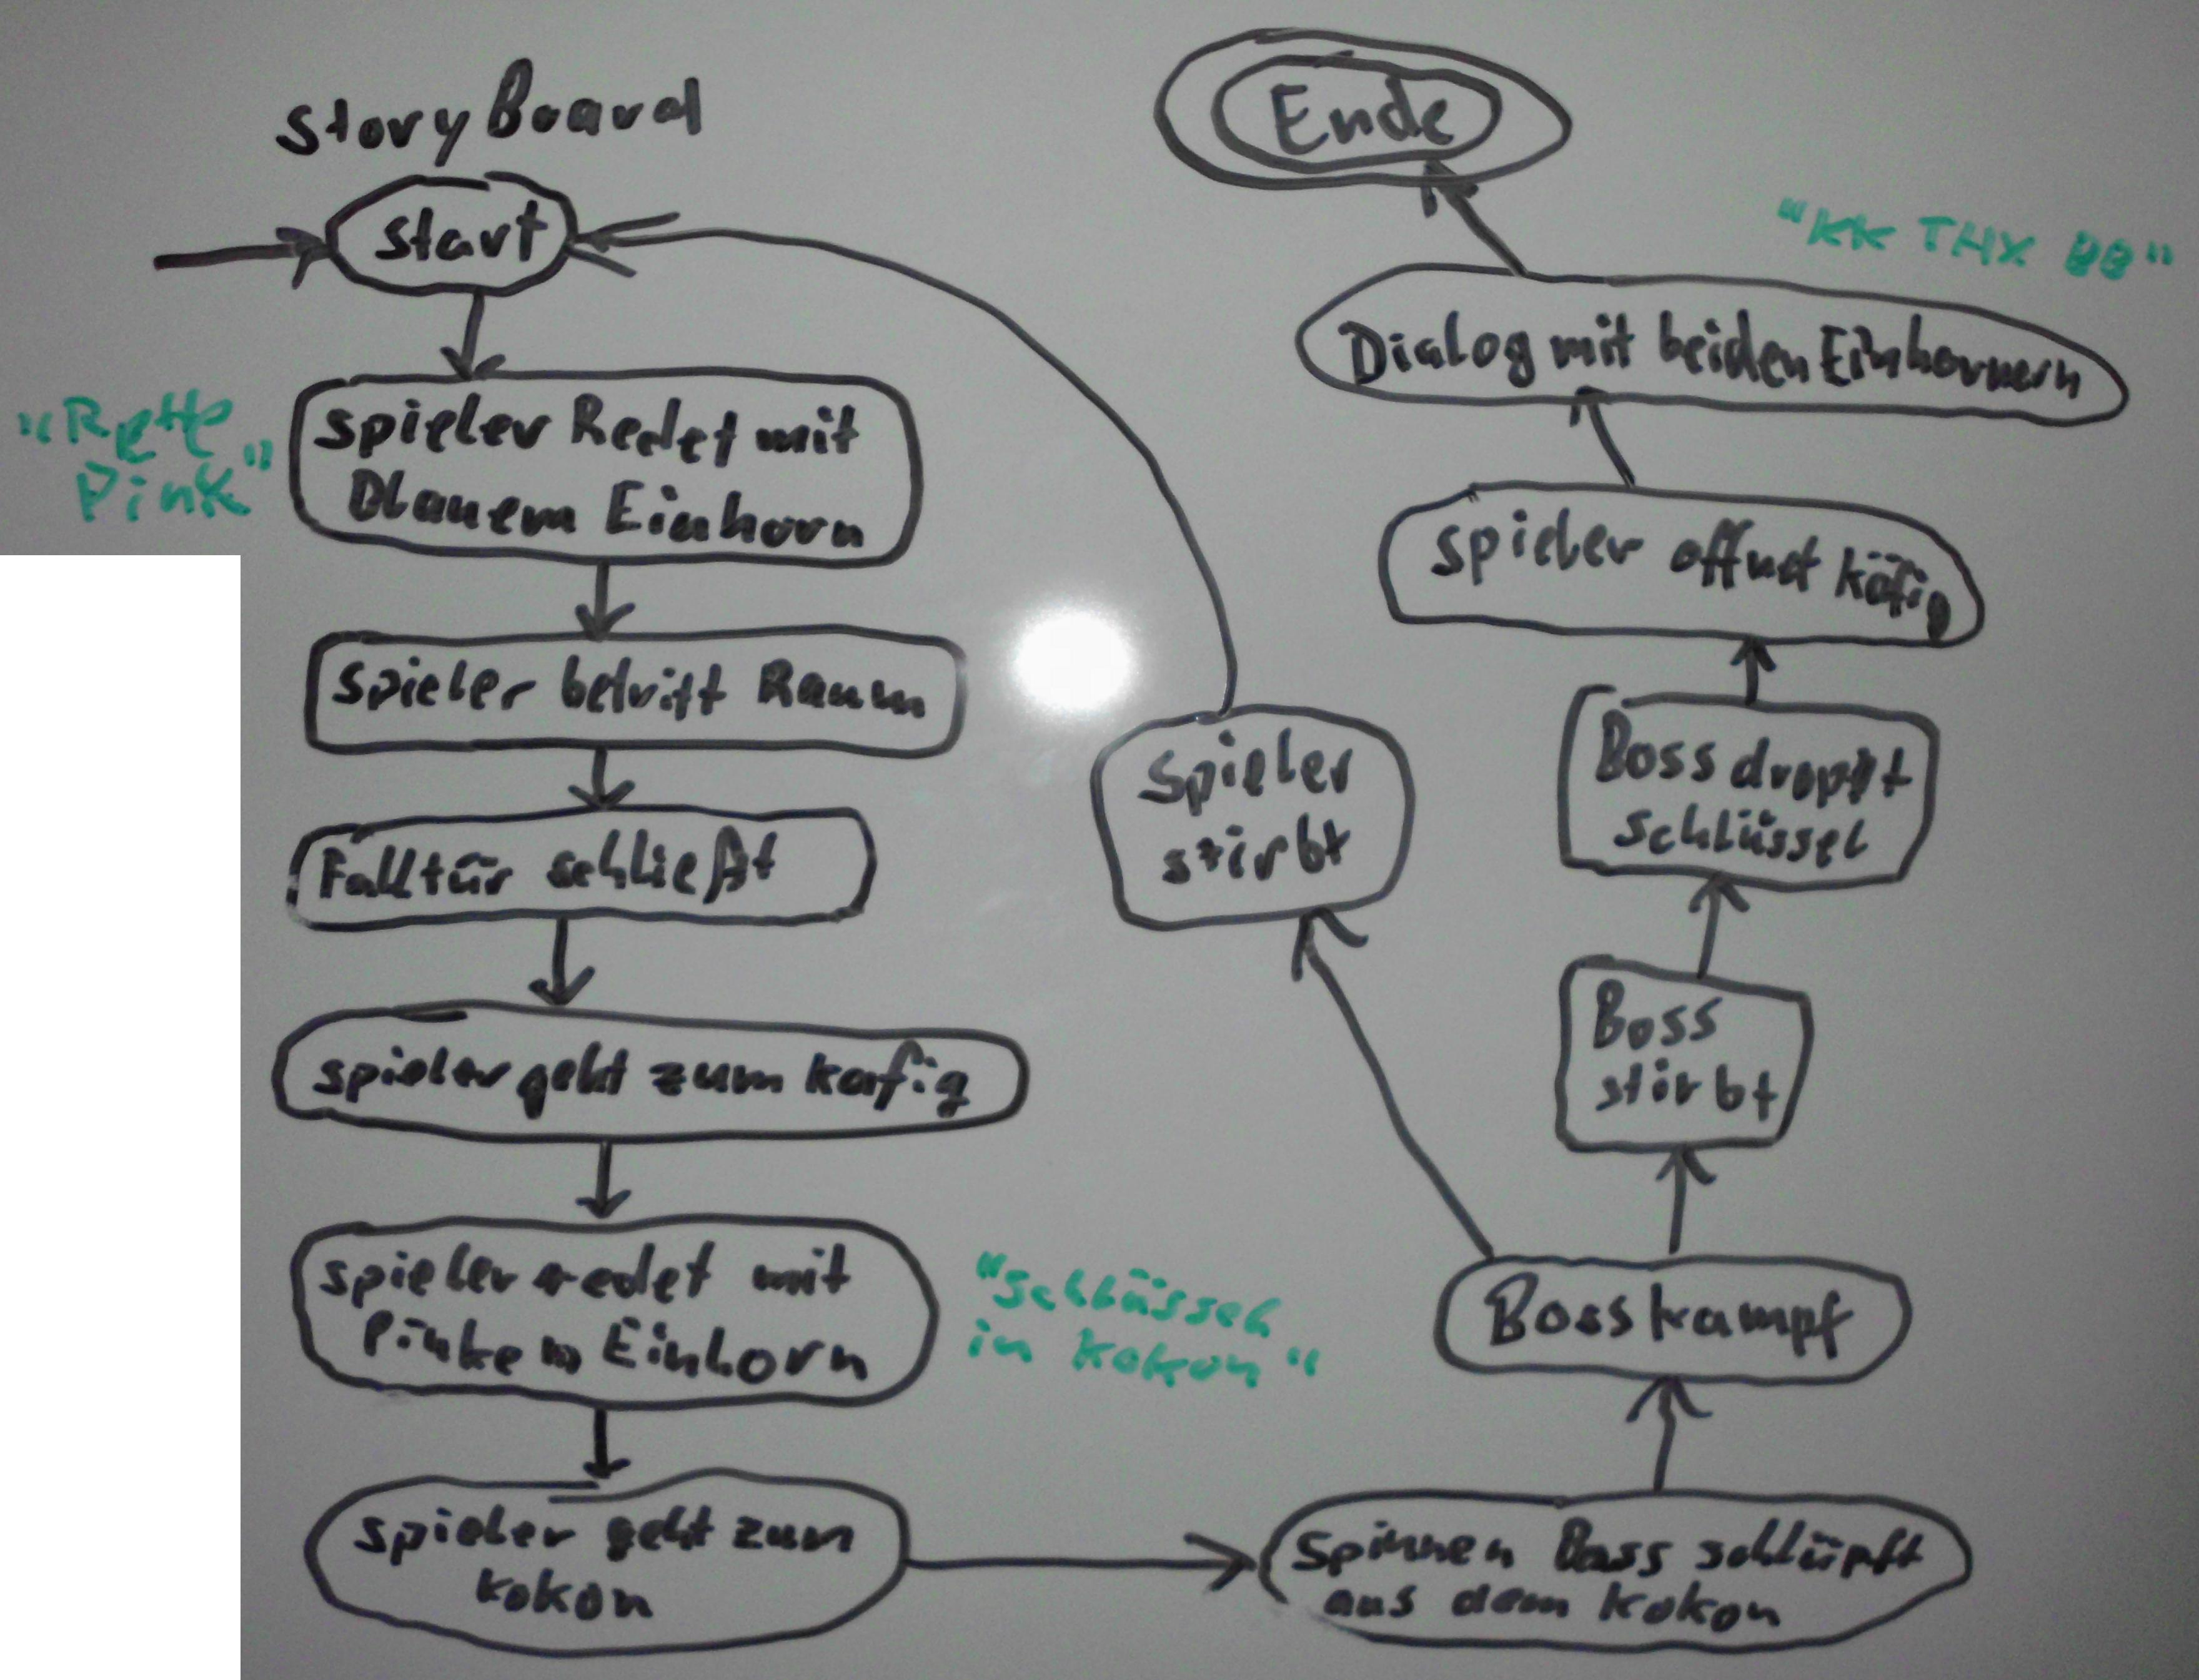 StoryBoard
Start
"Rette
Pink"
Spieler Redet mit
Blauem Einhorn
Spieler betritt Raum
Falltür schließt
Spieler geht zum Kafig
Spieler redet mit
Pinkem Einhorn
"Schlüssel
in Kokon"
Spieler geht zum
Kokon
Spinnen Boss schlüpft
aus dem Kokon
Bosskampf
Spieler
stirbt
Boss
stirbt
Boss droppt
Schlüssel
Spieler offnet Käfig
Dialog mit beiden Einhornern
"KK THX BB"
Ende